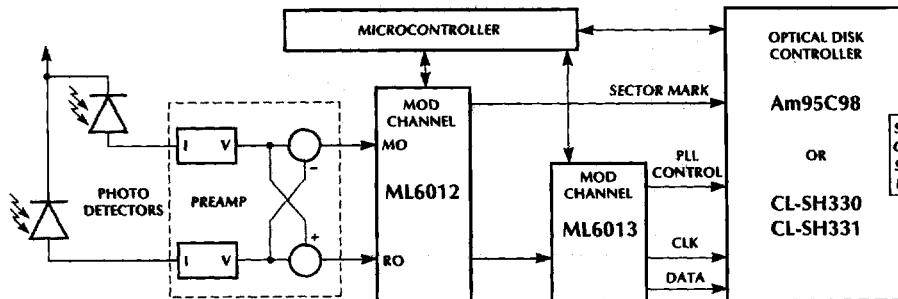 MICROCONTROLLER
OPTICAL DISK
CONTROLLER
Am95C98
OR
CL-SH330
CL-SH331
SECTOR MARK
MOD
CHANNEL
MO
ML6012
RO
MOD
CHANNEL
ML6013
PLL
CONTROL
CLK
DATA
PHOTO
DETECTORS
PREAMP
I V
I V
−
+
S